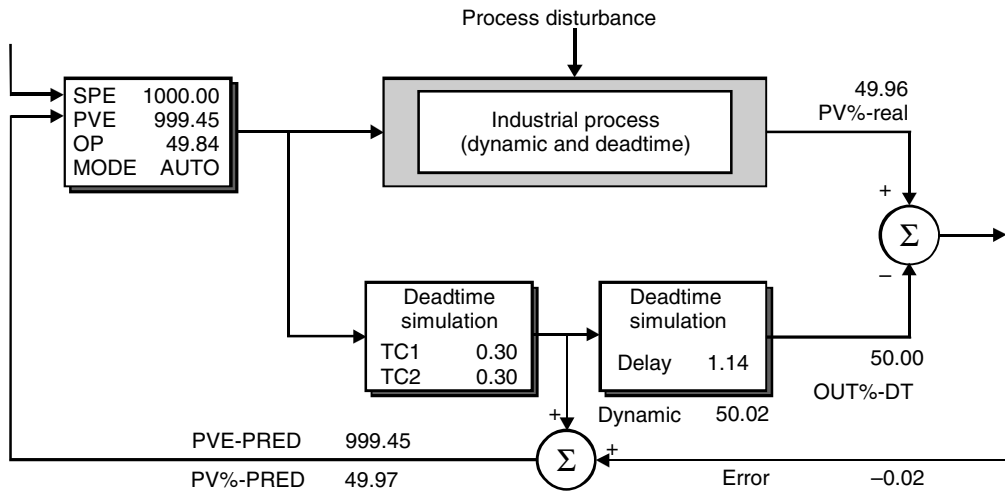 Process disturbance
SPE 1000.00
PVE 999.45
OP 49.84
MODE AUTO
Industrial process
(dynamic and deadtime)
49.96
PV%-real
+
Σ
–
Deadtime
simulation
TC1 0.30
TC2 0.30
Deadtime
simulation
Delay 1.14
50.00
OUT%-DT
Dynamic 50.02
+
+
Σ
PVE-PRED 999.45
PV%-PRED 49.97
Error –0.02